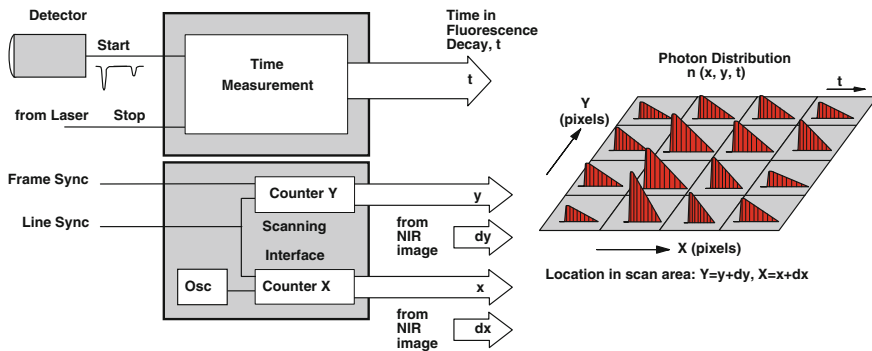 Detector
Start
Time
Measurement
from Laser
Stop
Time in
Fluorescence
Decay, t
t
Frame Sync
Line Sync
Counter Y
Scanning
Interface
Osc
Counter X
y
from
NIR
image
dy
x
from
NIR
image
dx
Photon Distribution
n (x, y, t)
t
Y
(pixels)
X (pixels)
Location in scan area: Y=y+dy, X=x+dx